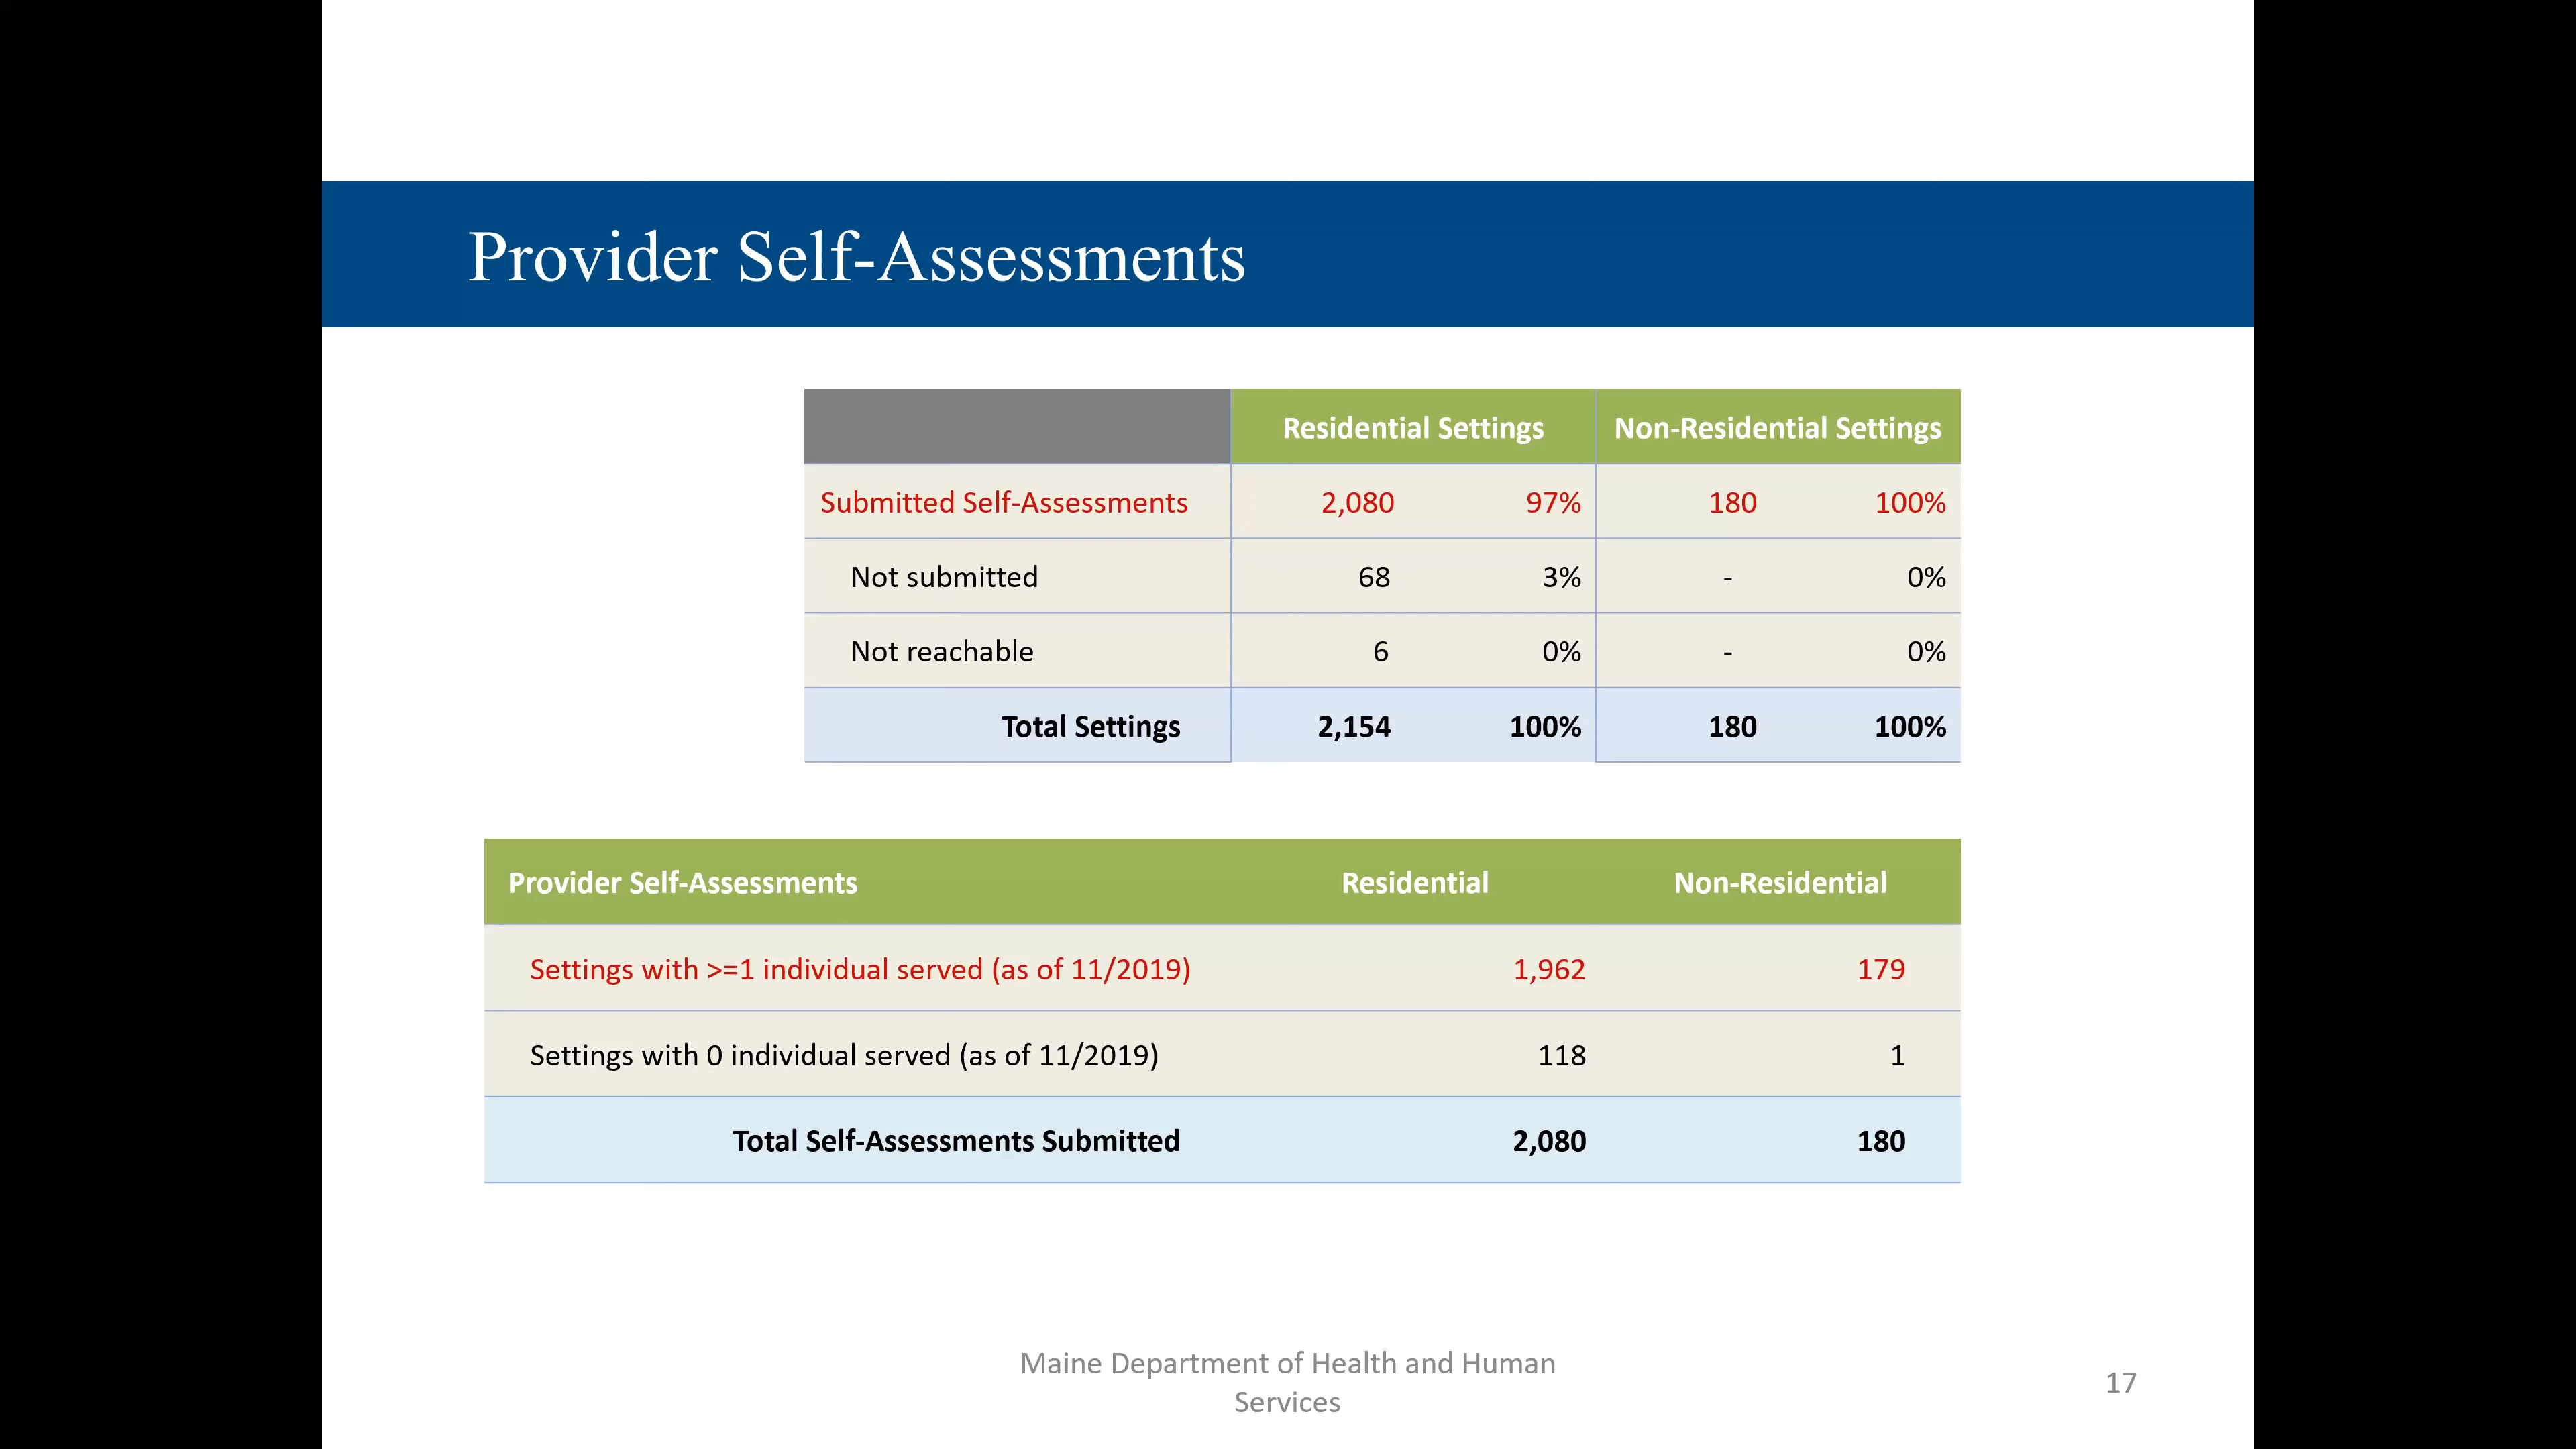 Provider Self-Assessments
Residential Settings Non-Residential Settings
Submitted Self-Assessments 2,080 97% 180 100%
Not submitted 68 3% - 0%
Not reachable 6 0% - 0%
Total Settings 2,154 100% 180 100%
Provider Self-Assessments Residential Non-Residential
Settings with >=1 individual served (as of 11/2019) 1,962 179
Settings with 0 individual served (as of 11/2019) 118 1
Total Self-Assessments Submitted 2,080 180
Maine Department of Health and Human
Services
17